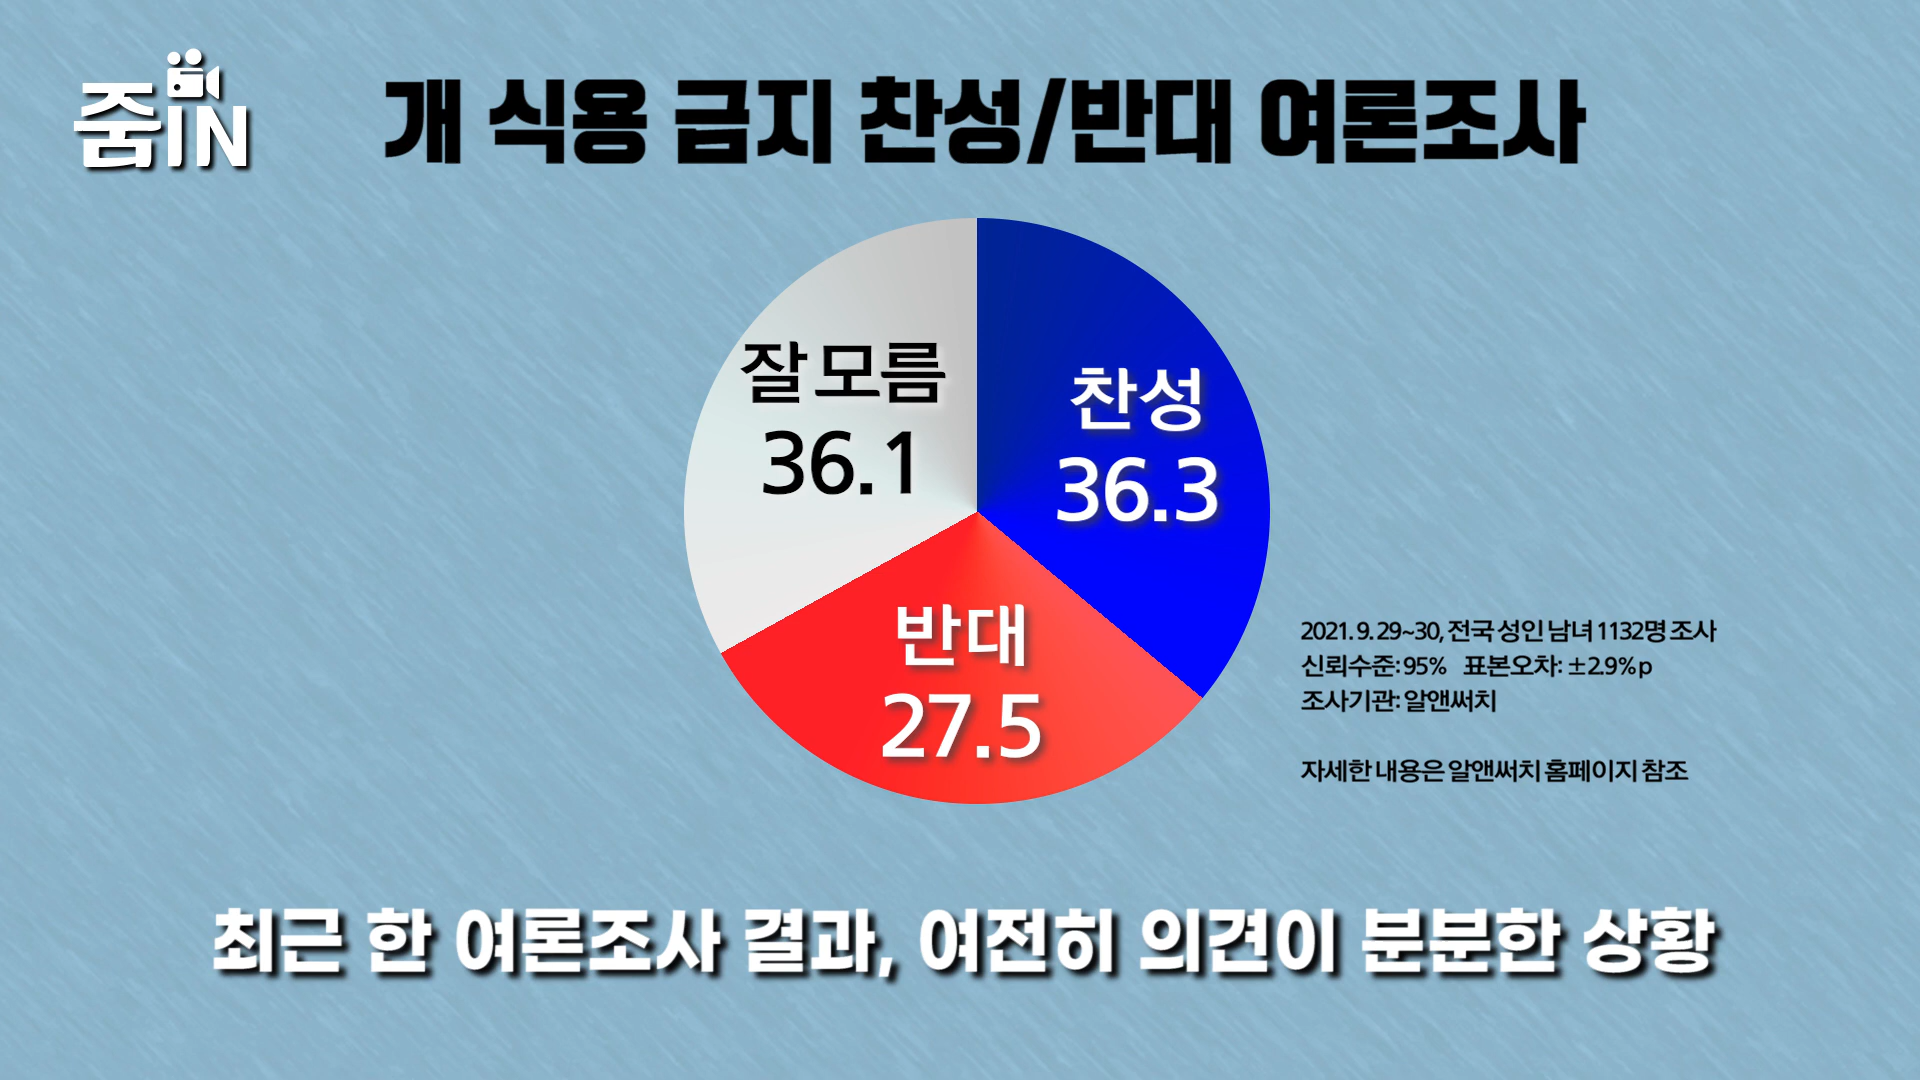 줌IN
개 식용 급지 찬성/반대 여론조사
잘모름
36.1
찬성
36.3
반대
27.5
2021. 9. 29~30, 전국 성인 남녀 1132명 조사
신뢰수준: 95% 표본오차: ±2.9%p
조사기관: 알앤써치
자세한 내용은 알앤써치 홈페이지 참조
최근 한 여론조사 결과, 여전히 의견이 분분한 상황